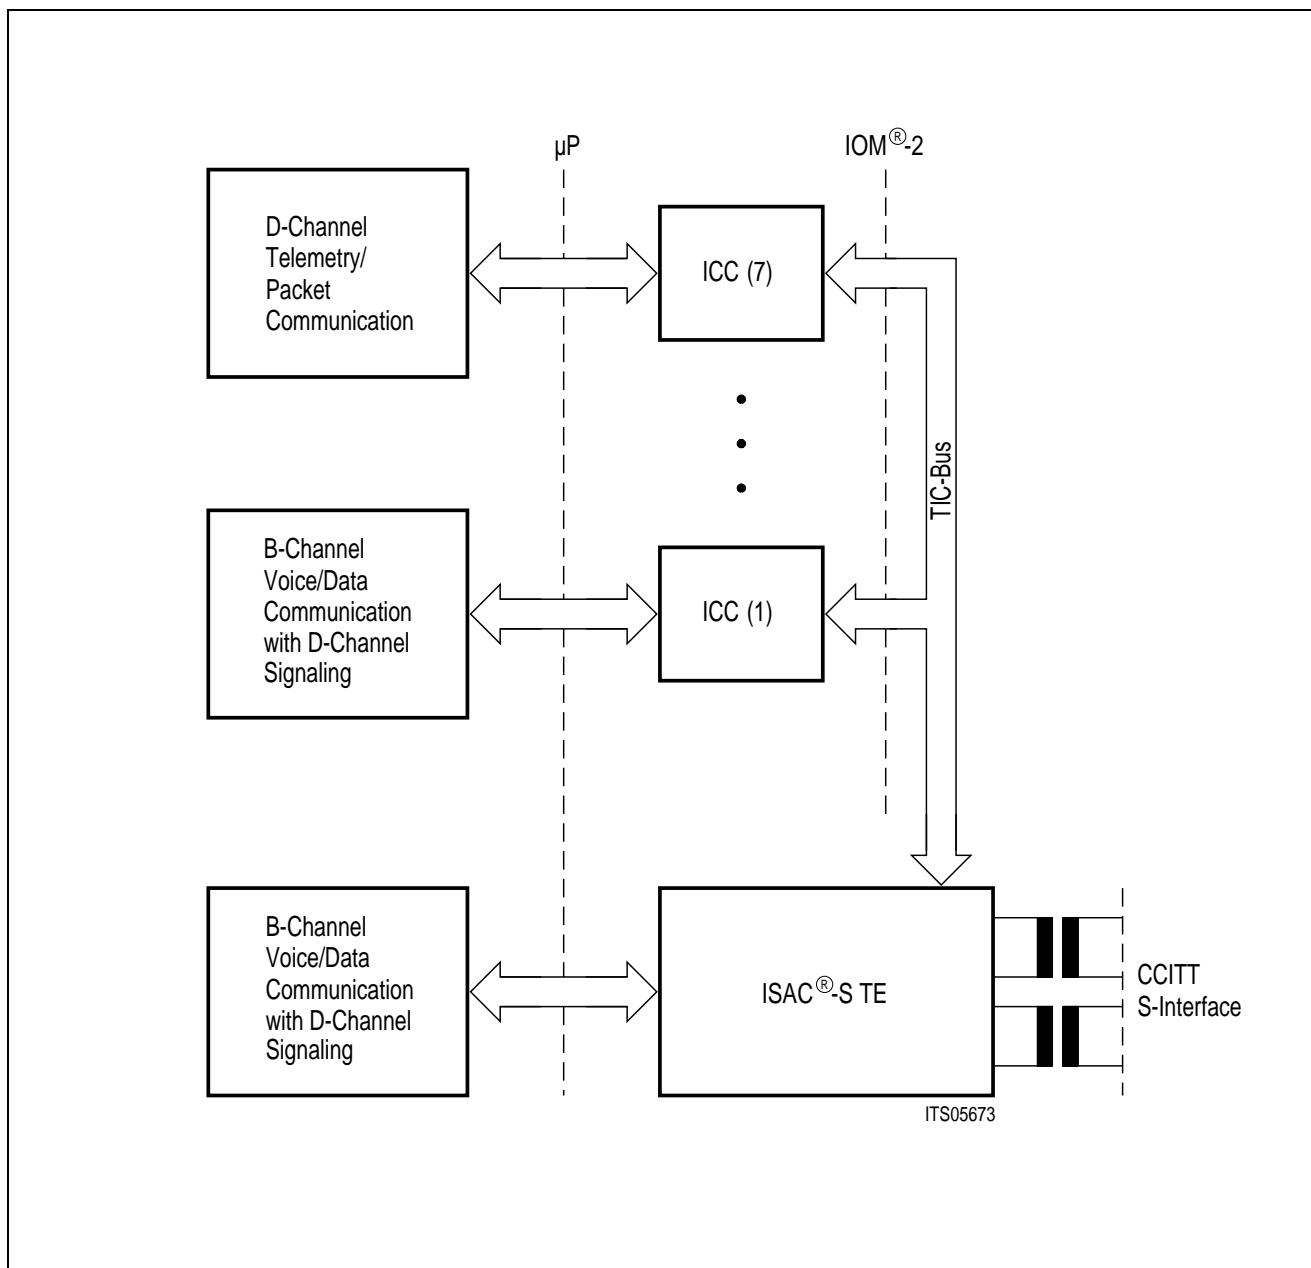 µP
IOM®-2
D-Channel
Telemetry/
Packet
Communication
ICC (7)
TIC-Bus
B-Channel
Voice/Data
Communication
with D-Channel
Signaling
ICC (1)
B-Channel
Voice/Data
Communication
with D-Channel
Signaling
ISAC®-S TE
CCITT
S-Interface
ITS05673